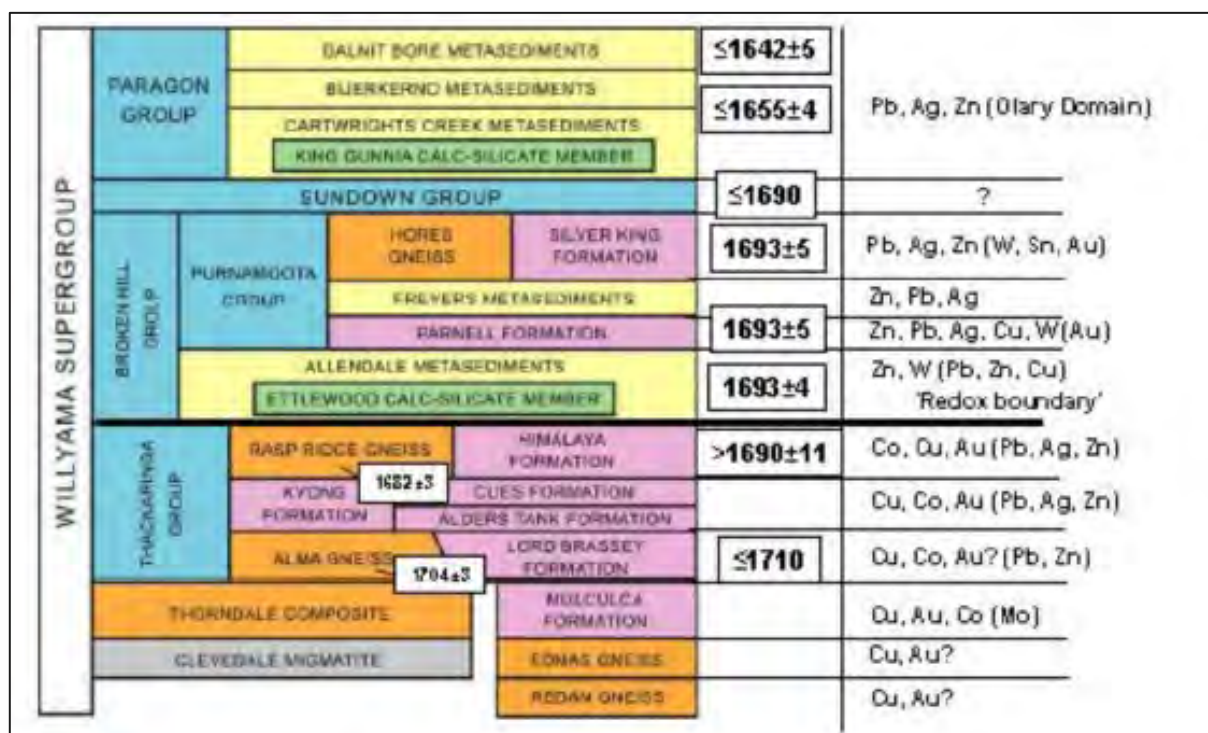 WILLYAMA SUPERGROUP
PARAGON
GROUP
DALNIT BORE METASEDIMENTS
≤1642±5
BIJERKERNO METASEDIMENTS
≤1655±4
Pb, Ag, Zn (Olary Domain)
CARTWRIGHTS CREEK METASEDIMENTS
KING GUNNIA CALC-SILICATE MEMBER
SUNDOWN GROUP
≤1690
?
BROKEN HILL
GROUP
PURNAMOOTA
GROUP
HORES
GNEISS
SILVER KING
FORMATION
1693±5
Pb, Ag, Zn (W, Sn, Au)
FREYERS METASEDIMENTS
Zn, Pb, Ag
PARNELL FORMATION
1693±5
Zn, Pb, Ag, Cu, W (Au)
ALLENDALE METASEDIMENTS
ETTLEWOOD CALC-SILICATE MEMBER
1693±4
Zn, W (Pb, Zn, Cu)
'Redox boundary'
THACKARINGA
GROUP
RASP RIDGE GNEISS
1682±3
HIMALAYA
FORMATION
>1690±11
Co, Cu, Au (Pb, Ag, Zn)
KYONG
FORMATION
CUES FORMATION
ALDERS TANK FORMATION
Cu, Co, Au (Pb, Ag, Zn)
ALMA GNEISS
1704±3
LORD BRASSEY
FORMATION
≤1710
Cu, Co, Au? (Pb, Zn)
THORNDALE COMPOSITE
MULCULCA
FORMATION
Cu, Au, Co (Mo)
CLEVEDALE MIGMATITE
EDNAS GNEISS
Cu, Au?
REDAN GNEISS
Cu, Au?